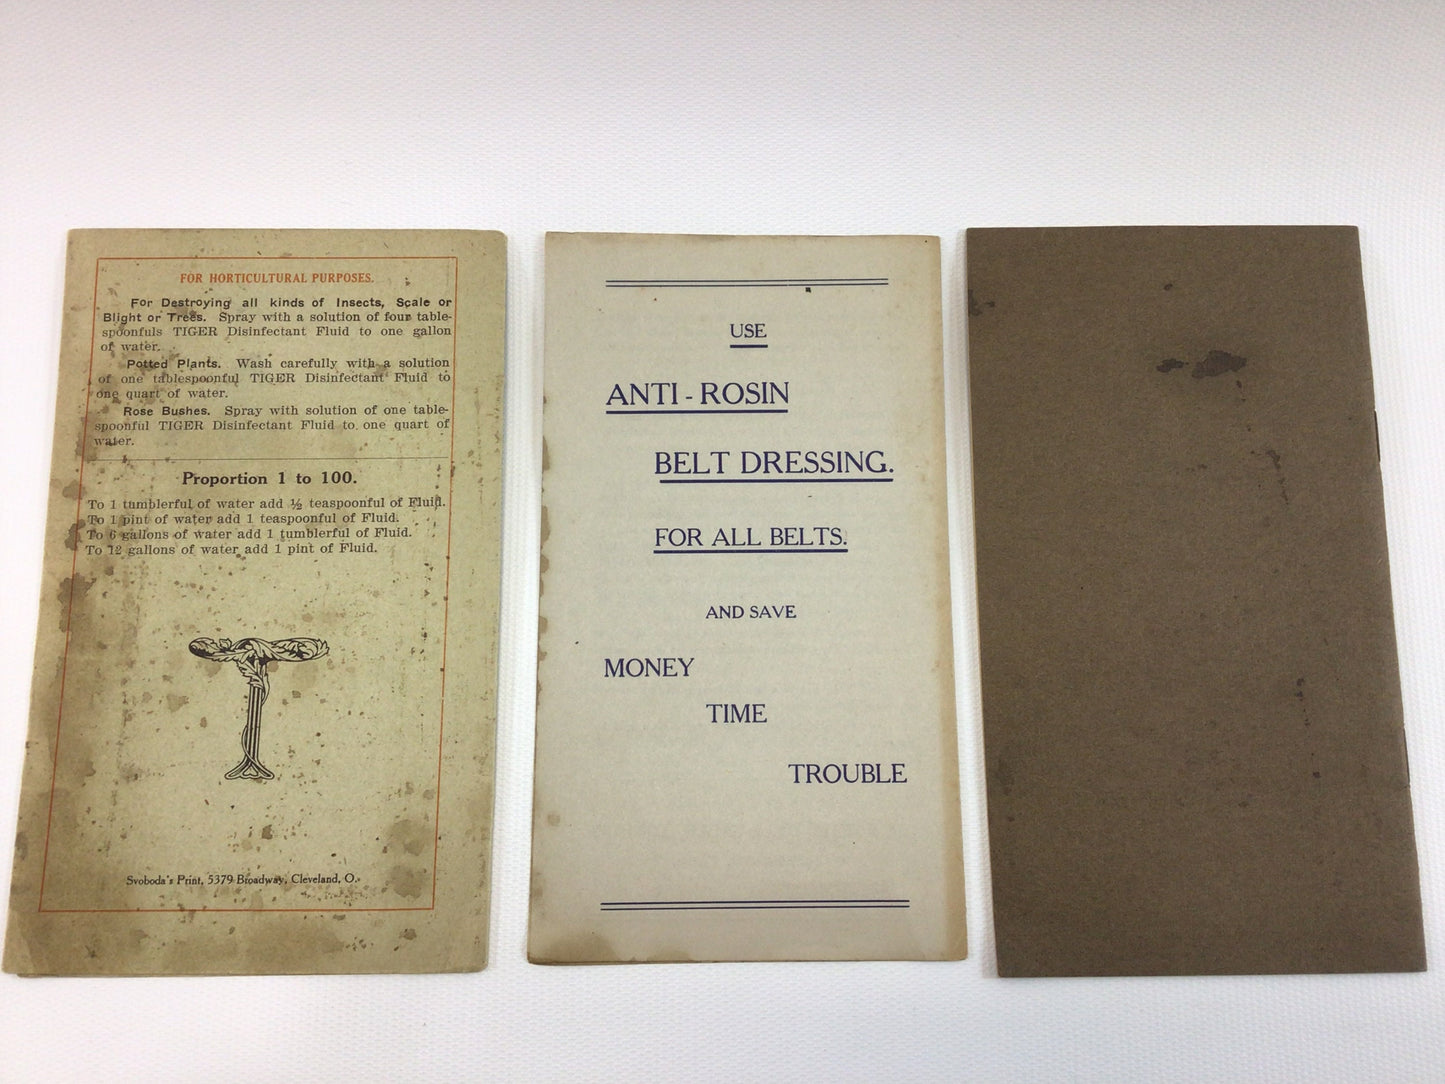 FOR HORTICULTURAL PURPOSES.
For Destroying all kinds of Insects, Scale or
Blight or Trees. Spray with a solution of four table-
spoonfuls TIGER Disinfectant Fluid to one gallon
of water.
Potted Plants. Wash carefully with a solution
of one tablespoonful TIGER Disinfectant Fluid to
one quart of water.
Rose Bushes. Spray with solution of one table-
spoonful TIGER Disinfectant Fluid to one quart of
water.
Proportion 1 to 100.
To 1 tumblerful of water add ½ teaspoonful of Fluid.
To 1 pint of water add 1 teaspoonful of Fluid.
To 6 gallons of water add 1 tumblerful of Fluid.
To 12 gallons of water add 1 pint of Fluid.
Svoboda's Print, 5379 Broadway, Cleveland, O.
USE
ANTI-ROSIN
BELT DRESSING.
FOR ALL BELTS.
AND SAVE
MONEY
TIME
TROUBLE